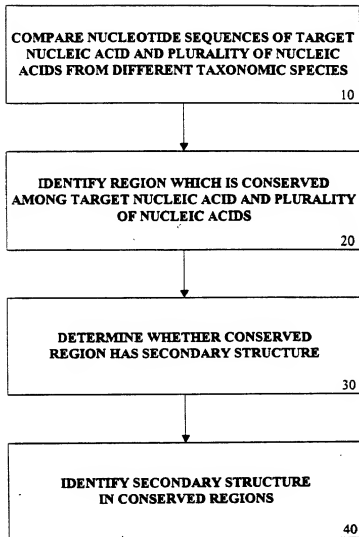 COMPARE NUCLEOTIDE SEQUENCES OF TARGET
NUCLEIC ACID AND PLURALITY OF NUCLEIC
ACIDS FROM DIFFERENT TAXONOMIC SPECIES
10
IDENTIFY REGION WHICH IS CONSERVED
AMONG TARGET NUCLEIC ACID AND PLURALITY
OF NUCLEIC ACIDS
20
DETERMINE WHETHER CONSERVED
REGION HAS SECONDARY STRUCTURE
30
IDENTIFY SECONDARY STRUCTURE
IN CONSERVED REGIONS
40